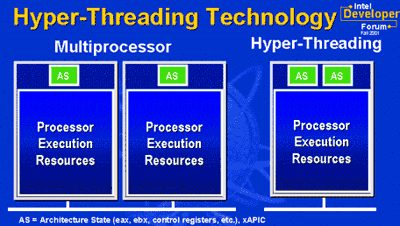 Hyper-Threading Technology
Intel
Developer
Forum
Fall 2001
Multiprocessor
Hyper-Threading
AS
AS
AS AS
Processor
Execution
Resources
Processor
Execution
Resources
Processor
Execution
Resources
AS = Architecture State (eax, ebx, control registers, etc.), xAPIC